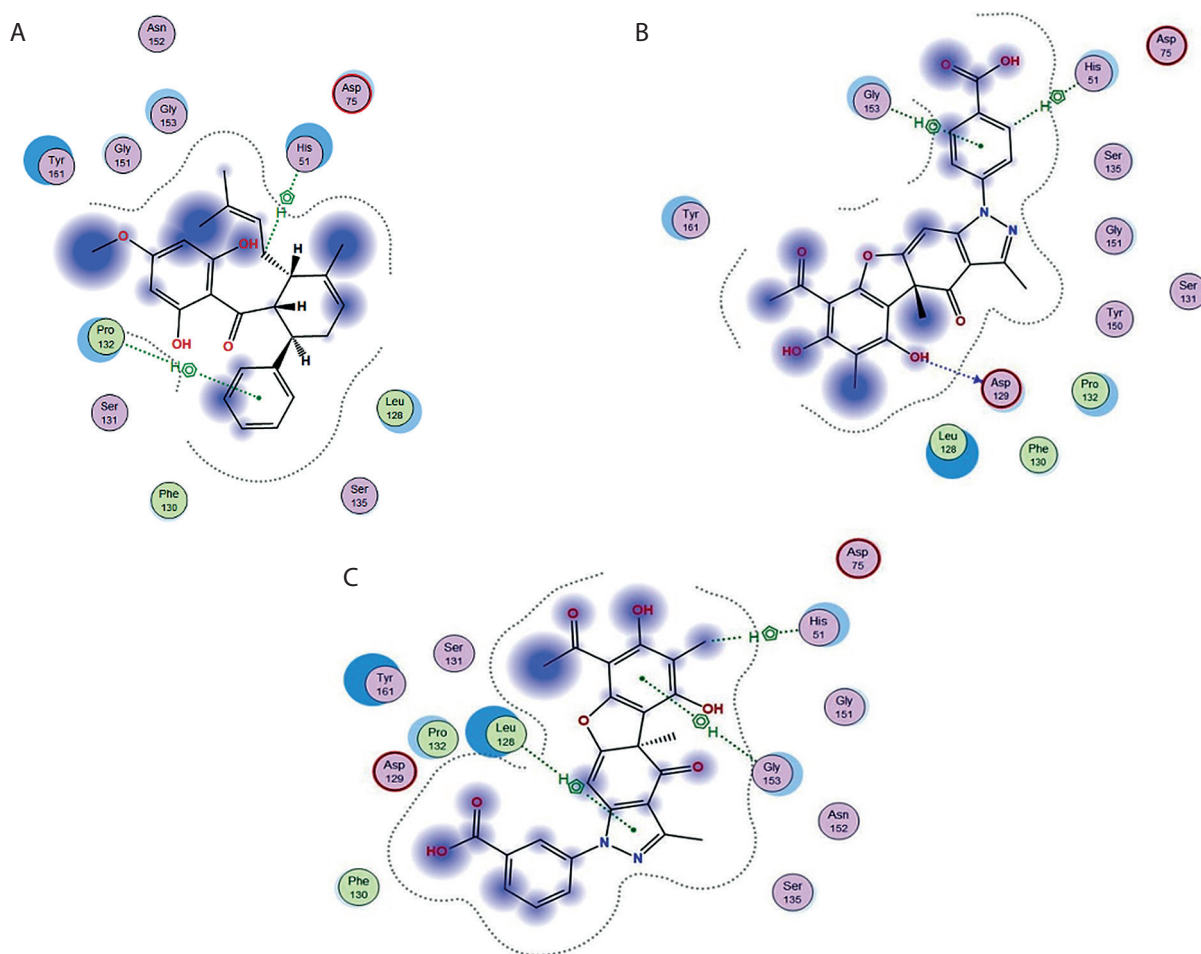 A
Asn
152
Asp
75
Gly
153
His
51
Gly
151
Tyr
161
H
H
O
OH
H
H
O
OH
H
Pro
132
H
Ser
131
Leu
128
Phe
130
Ser
135
B
Asp
75
O
OH
His
51
Gly
153
H
H
Ser
135
Tyr
161
N
N
Gly
151
O
O
Ser
131
O
Tyr
150
HO
OH
Asp
129
Pro
132
Leu
128
Phe
130
C
Asp
75
O
OH
His
51
H
Ser
131
Tyr
161
Gly
151
OH
Leu
128
O
H
Pro
132
O
Gly
153
Asp
129
H
Asn
152
O
N
N
HO
Phe
130
Ser
135